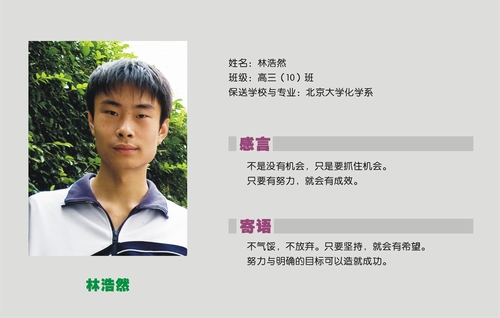 姓名：林浩然
班级：高三（10）班
保送学校与专业：北京大学化学系
感言
不是没有机会，只是要抓住机会。
只要有努力，就会有成效。
寄语
不气馁，不放弃。只要坚持，就会有希望。
努力与明确的目标可以造就成功。
林浩然